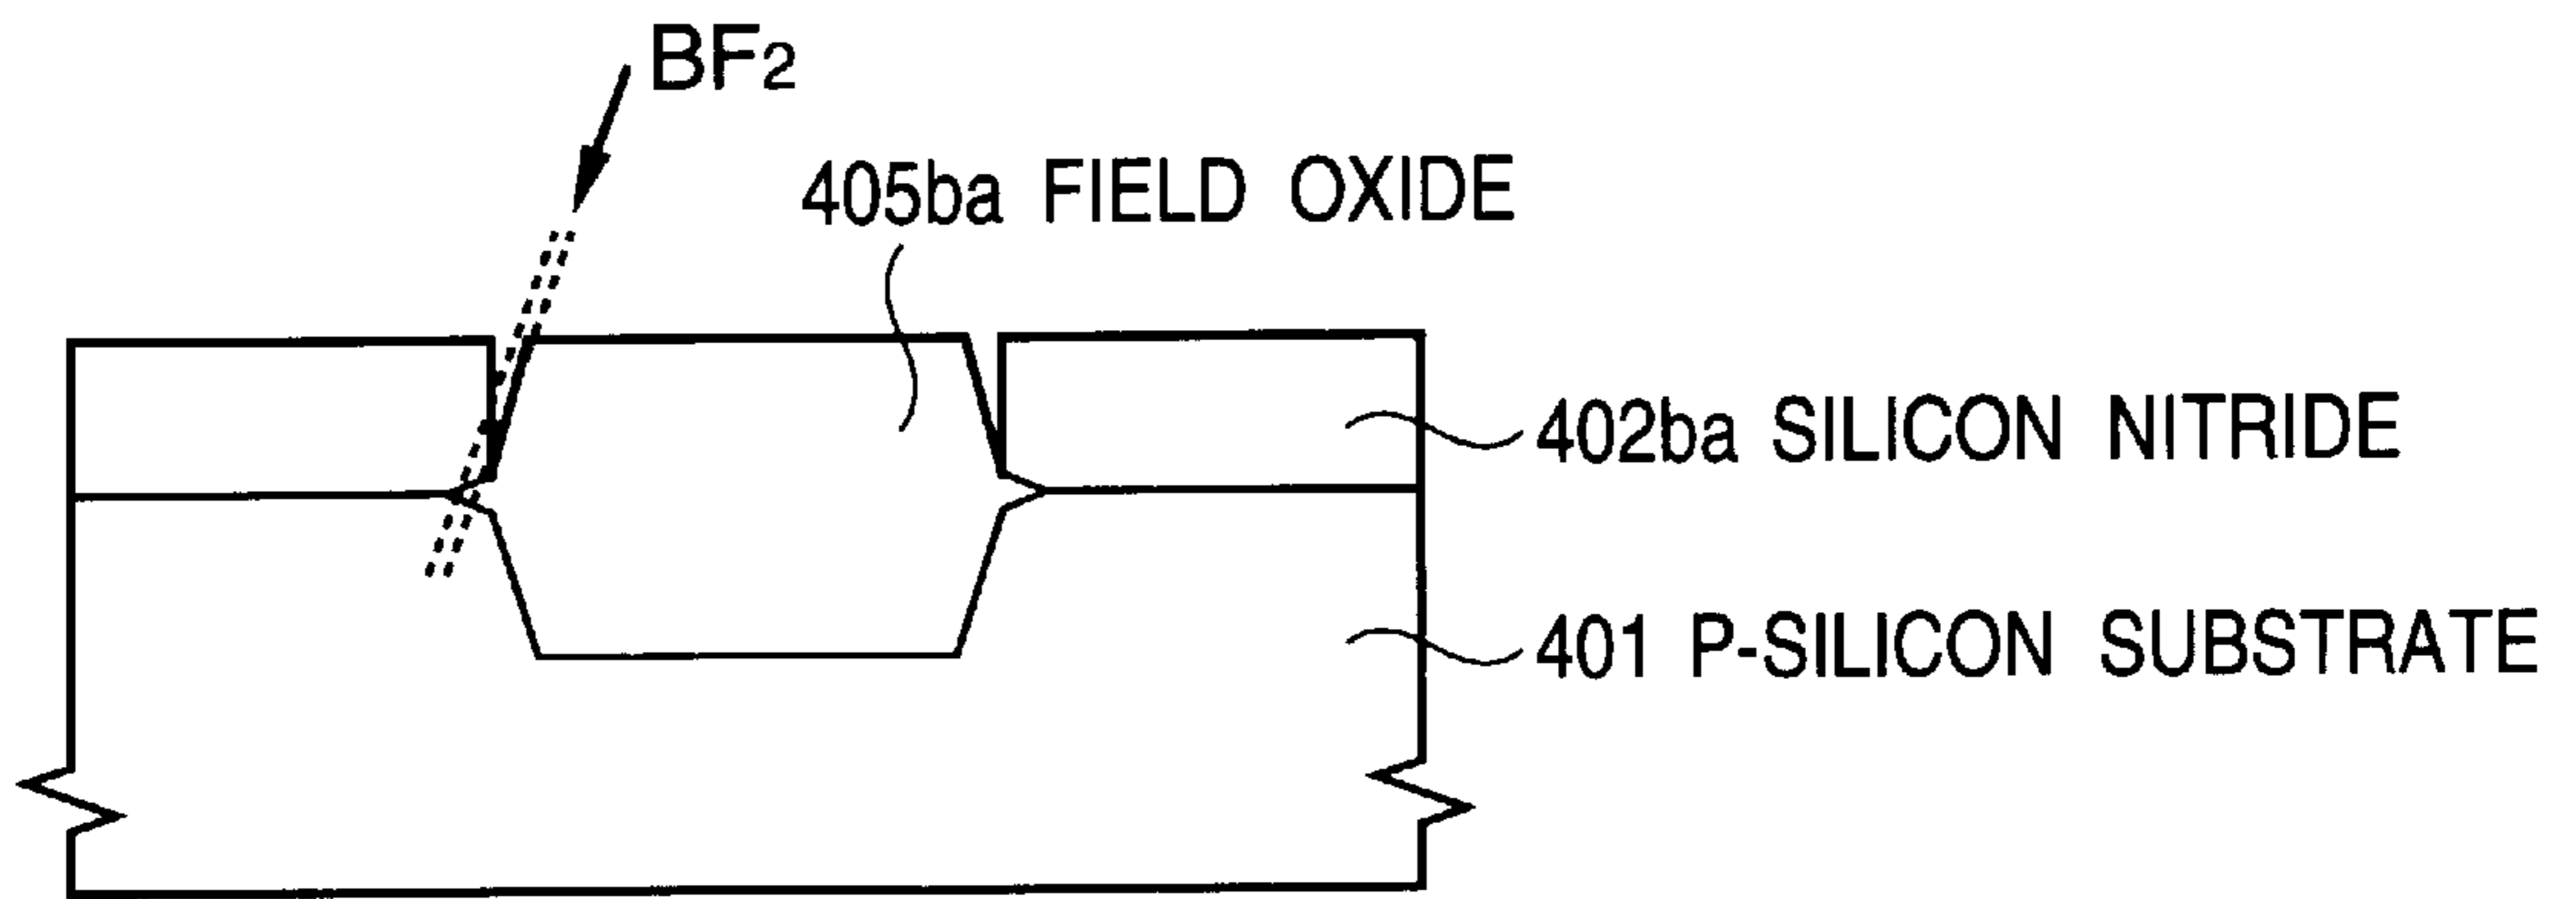 BF2
405ba FIELD OXIDE
402ba SILICON NITRIDE
401 P-SILICON SUBSTRATE